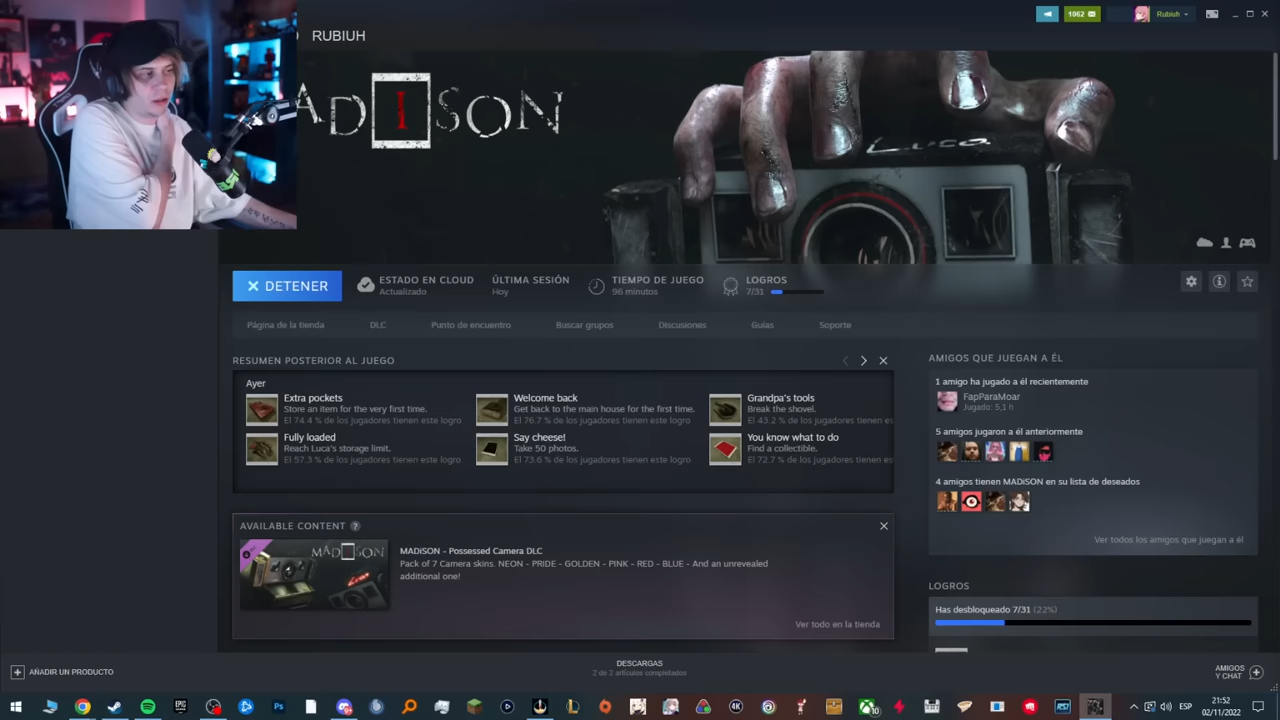 1062
Rubiuh
RUBIUH
MADISON
Luca
DETENER
ESTADO EN CLOUD
Actualizado
ÚLTIMA SESIÓN
Hoy
TIEMPO DE JUEGO
96 minutos
LOGROS
7/31
Página de la tienda
DLC
Punto de encuentro
Buscar grupos
Discusiones
Guías
Soporte
RESUMEN POSTERIOR AL JUEGO
Ayer
Extra pockets
Store an item for the very first time.
El 74.4 % de los jugadores tienen este logro
Welcome back
Get back to the main house for the first time.
El 76.7 % de los jugadores tienen este logro
Grandpa's tools
Break the shovel.
El 43.2 % de los jugadores tienen es
Fully loaded
Reach Luca's storage limit.
El 57.3 % de los jugadores tienen este logro
Say cheese!
Take 50 photos.
El 73.6 % de los jugadores tienen este logro
You know what to do
Find a collectible.
El 72.7 % de los jugadores tienen es
AVAILABLE CONTENT ?
MADiSON
MADiSON - Possessed Camera DLC
Pack of 7 Camera skins. NEON - PRIDE - GOLDEN - PINK - RED - BLUE - And an unrevealed
additional one!
Ver todo en la tienda
AMIGOS QUE JUEGAN A ÉL
1 amigo ha jugado a él recientemente
FapParaMoar
Jugado: 5,1 h
5 amigos jugaron a él anteriormente
4 amigos tienen MADiSON en su lista de deseados
Ver todos los amigos que juegan a él
LOGROS
Has desbloqueado 7/31 (22%)
AÑADIR UN PRODUCTO
DESCARGAS
2 de 2 artículos completados
AMIGOS
Y CHAT
EPIC
Ps
4K
10
ESP
21:52
02/11/2022